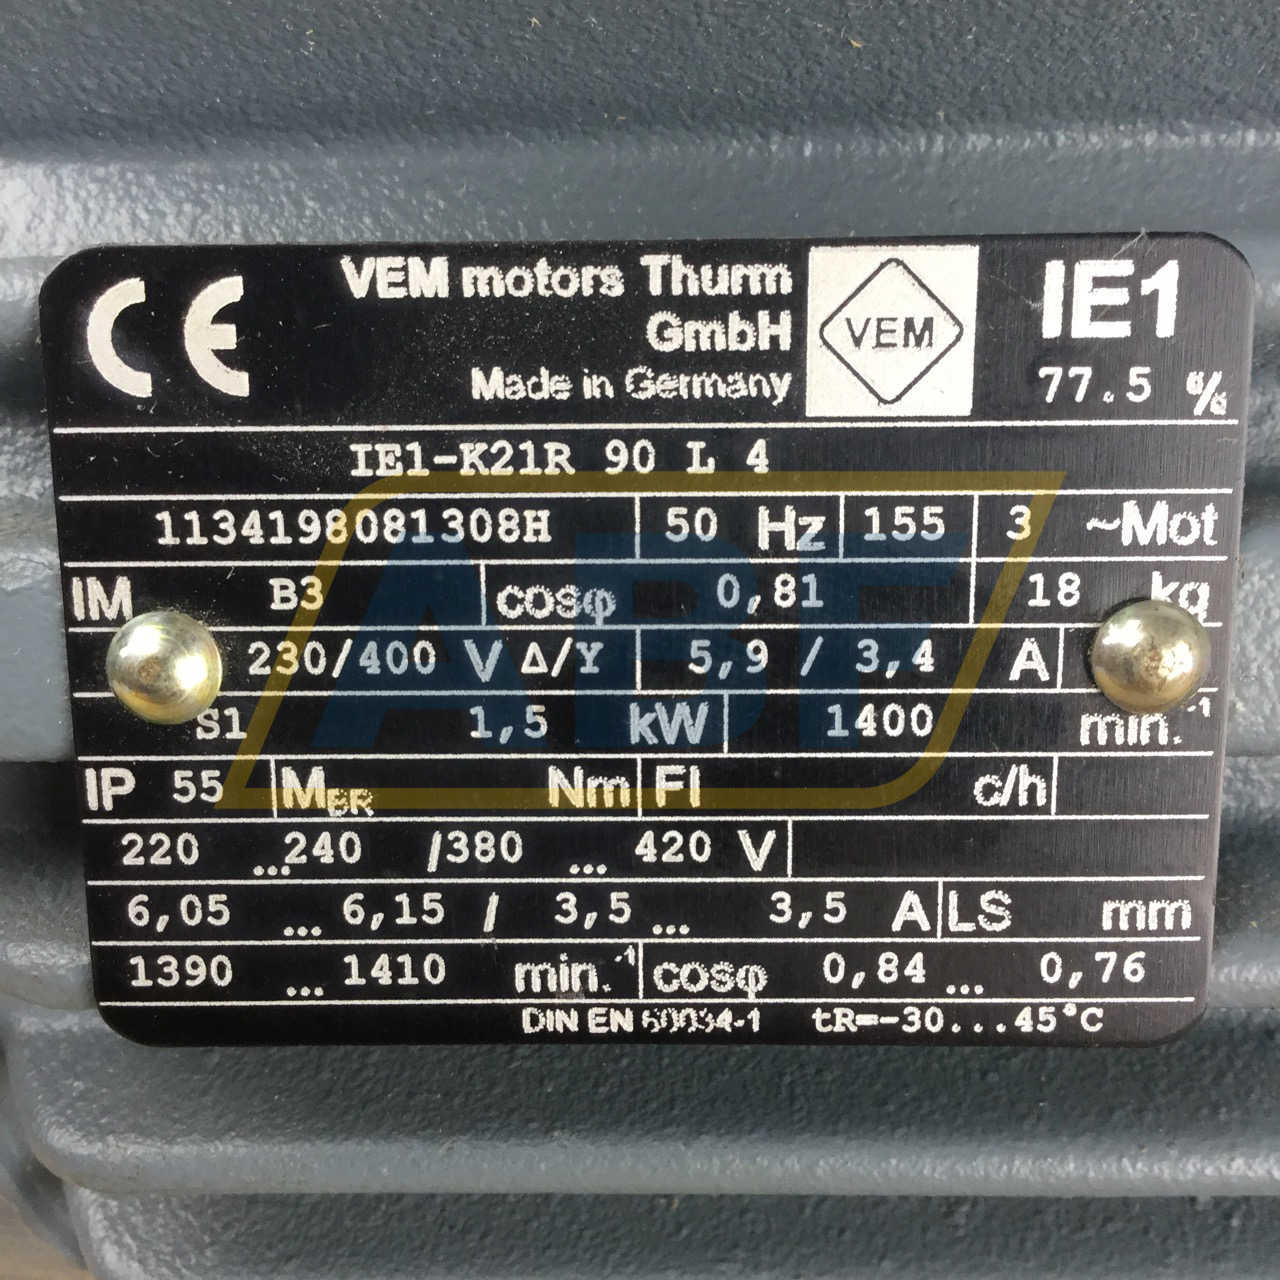 CE VEM motors Thurm GmbH VEM IE1
Made in Germany 77.5 %
IE1-K21R 90 L 4
1134198081308H 50 Hz 155 3 ~Mot
IM B3 cosφ 0,81 18 kg
230/400 V Δ/Y 5,9 / 3,4 A
S1 1,5 kW 1400 min.-1
IP 55 MBR Nm FI c/h
220 ...240 /380 ... 420 V
6,05 ... 6,15 / 3,5 ... 3,5 A LS mm
1390 ... 1410 min.-1 cosφ 0,84 ... 0,76
DIN EN 60034-1 tR=-30...45°C
ABF